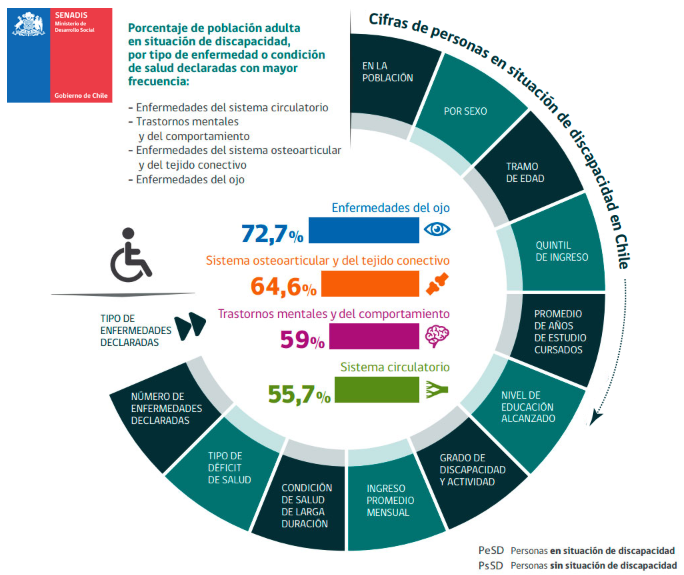 SENADIS
Ministerio de
Desarrollo Social
Gobierno de Chile
Porcentaje de población adulta
en situación de discapacidad,
por tipo de enfermedad o condición
de salud declaradas con mayor
frecuencia:
- Enfermedades del sistema circulatorio
- Trastornos mentales
y del comportamiento
- Enfermedades del sistema osteoarticular
y del tejido conectivo
- Enfermedades del ojo
Cifras de personas en situación de discapacidad en Chile
EN LA
POBLACIÓN
POR SEXO
TRAMO
DE EDAD
QUINTIL
DE INGRESO
PROMEDIO
DE AÑOS
DE ESTUDIO
CURSADOS
NIVEL DE
EDUCACIÓN
ALCANZADO
GRADO DE
DISCAPACIDAD
Y ACTIVIDAD
INGRESO
PROMEDIO
MENSUAL
CONDICIÓN
DE SALUD
DE LARGA
DURACIÓN
TIPO DE
DÉFICIT
DE SALUD
NÚMERO DE
ENFERMEDADES
DECLARADAS
TIPO DE
ENFERMEDADES
DECLARADAS
Enfermedades del ojo
72,7%
Sistema osteoarticular y del tejido conectivo
64,6%
Trastornos mentales y del comportamiento
59%
Sistema circulatorio
55,7%
PeSD Personas en situación de discapacidad
PsSD Personas sin situación de discapacidad